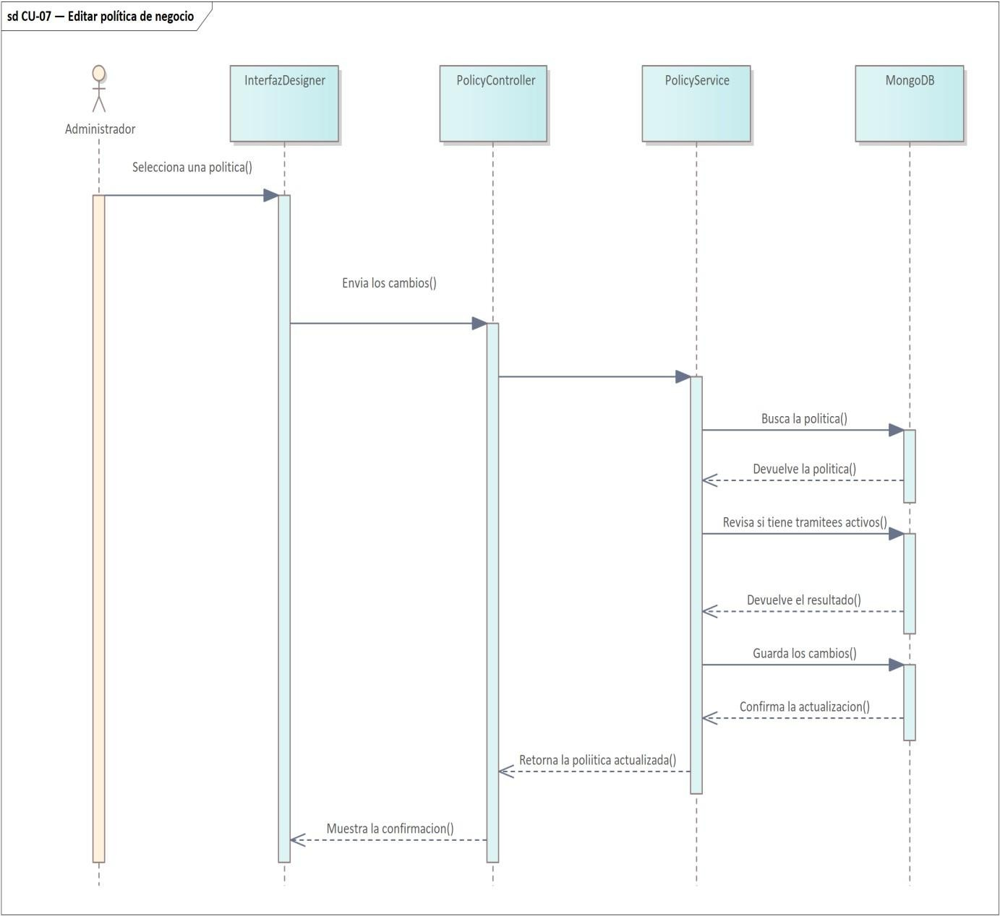 sd CU-07 — Editar política de negocio
Administrador
InterfazDesigner
PolicyController
PolicyService
MongoDB
Selecciona una politica()
Envia los cambios()
Busca la politica()
Devuelve la politica()
Revisa si tiene tramitees activos()
Devuelve el resultado()
Guarda los cambios()
Confirma la actualizacion()
Retorna la poliitica actualizada()
Muestra la confirmacion()